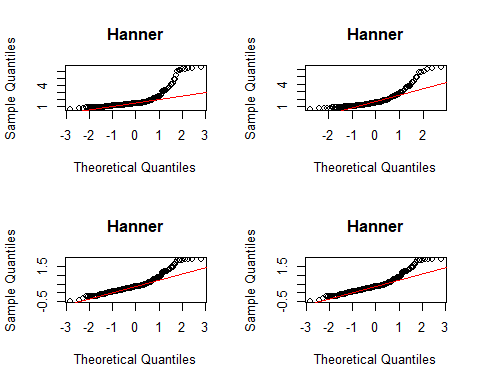 Hanner
Sample Quantiles
1 4
-3 -2 -1 0 1 2 3
Theoretical Quantiles
Hanner
Sample Quantiles
1 4
-2 -1 0 1 2
Theoretical Quantiles
Hanner
Sample Quantiles
-0.5 1.5
-3 -2 -1 0 1 2 3
Theoretical Quantiles
Hanner
Sample Quantiles
-0.5 1.5
-3 -2 -1 0 1 2 3
Theoretical Quantiles